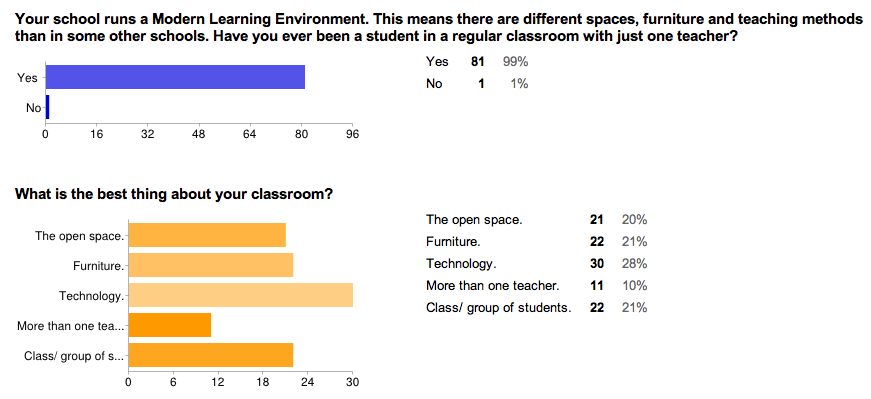 Your school runs a Modern Learning Environment. This means there are different spaces, furniture and teaching methods
than in some other schools. Have you ever been a student in a regular classroom with just one teacher?
Yes
No
0 16 32 48 64 80 96
Yes 81 99%
No 1 1%
What is the best thing about your classroom?
The open space.
Furniture.
Technology.
More than one tea...
Class/ group of s...
0 6 12 18 24 30
The open space. 21 20%
Furniture. 22 21%
Technology. 30 28%
More than one teacher. 11 10%
Class/ group of students. 22 21%